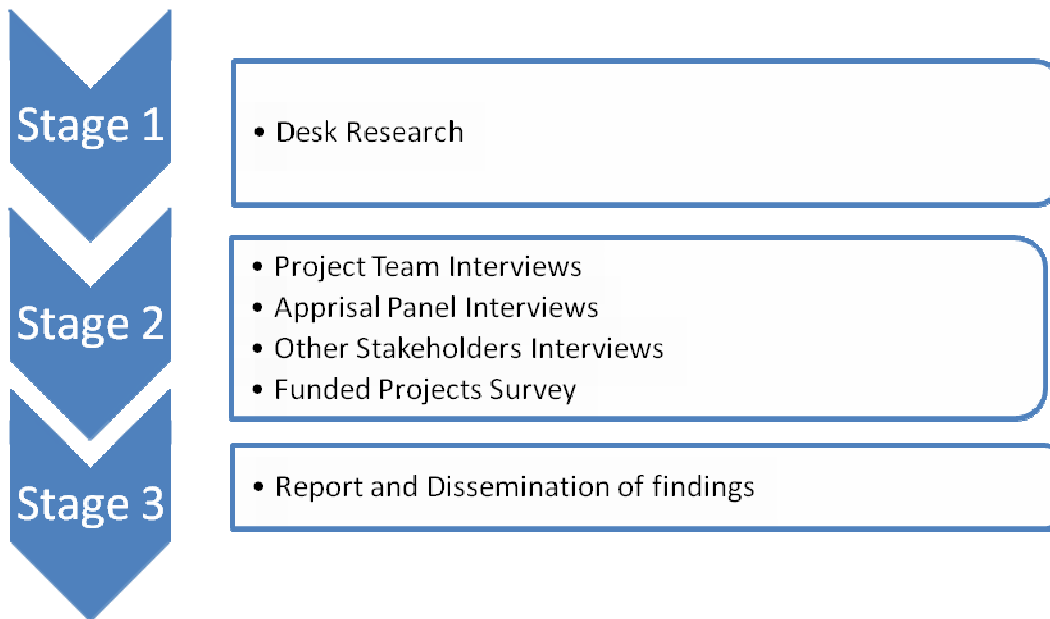 Stage 1
• Desk Research
Stage 2
• Project Team Interviews
• Apprisal Panel Interviews
• Other Stakeholders Interviews
• Funded Projects Survey
Stage 3
• Report and Dissemination of findings